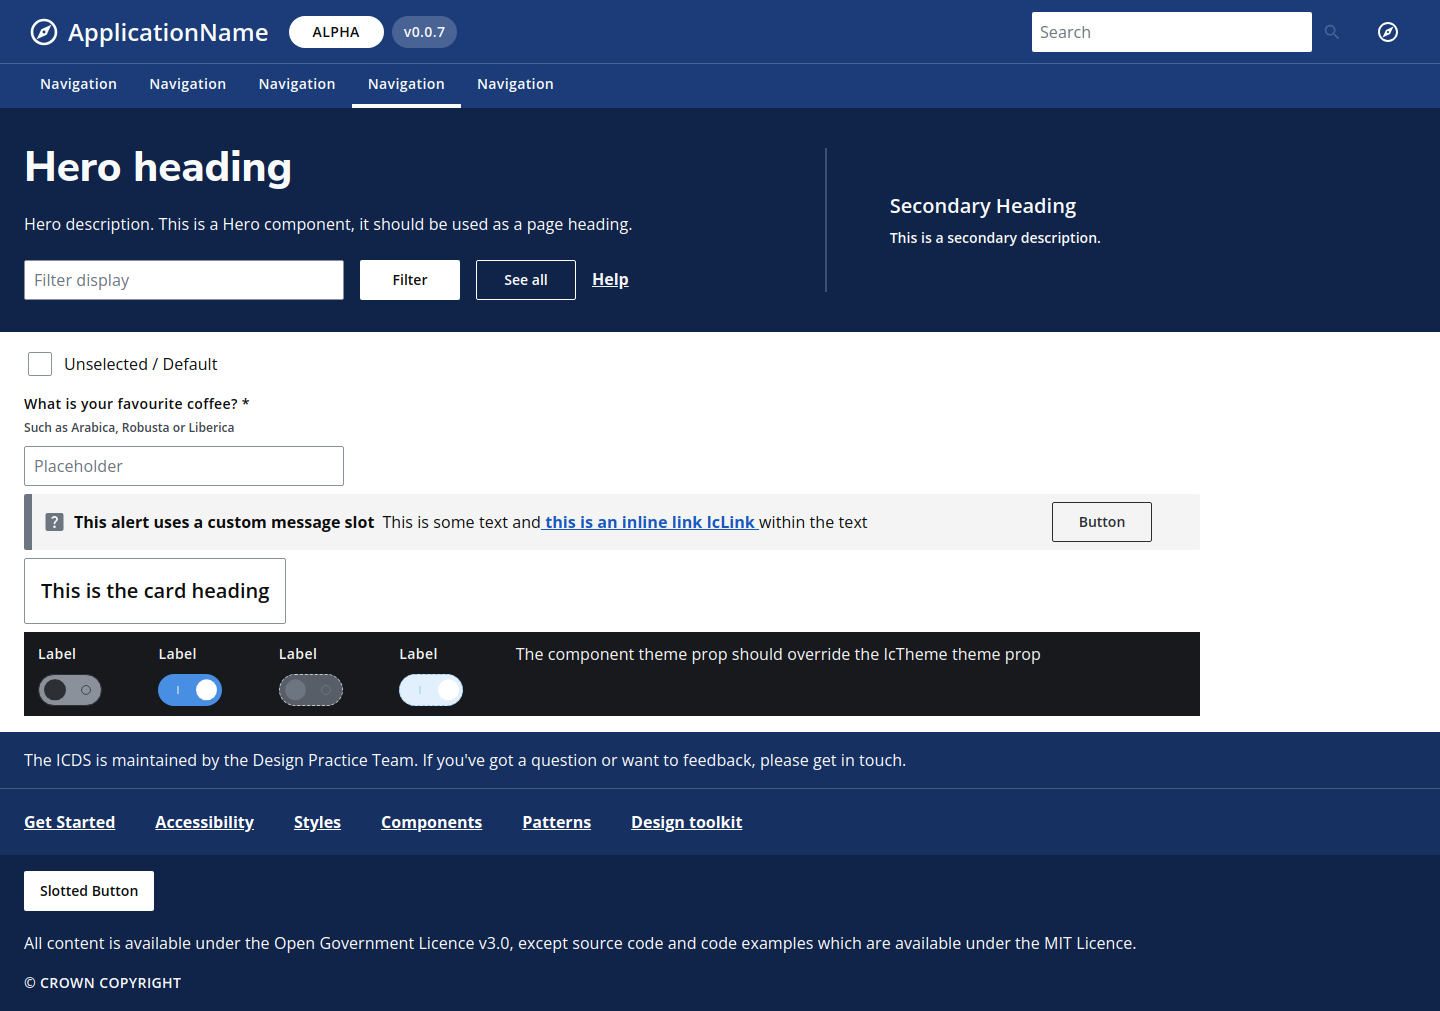 ApplicationName ALPHA v0.0.7 Search
Navigation Navigation Navigation Navigation Navigation
Hero heading
Hero description. This is a Hero component, it should be used as a page heading.
Filter display Filter See all Help
Secondary Heading
This is a secondary description.
Unselected / Default
What is your favourite coffee? *
Such as Arabica, Robusta or Liberica
Placeholder
This alert uses a custom message slot This is some text and this is an inline link IcLink within the text Button
This is the card heading
Label Label Label Label The component theme prop should override the IcTheme theme prop
The ICDS is maintained by the Design Practice Team. If you've got a question or want to feedback, please get in touch.
Get Started Accessibility Styles Components Patterns Design toolkit
Slotted Button
All content is available under the Open Government Licence v3.0, except source code and code examples which are available under the MIT Licence.
© CROWN COPYRIGHT